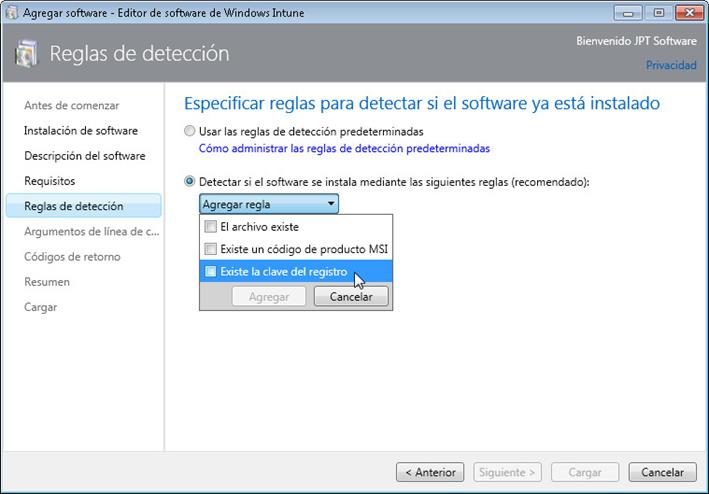 Agregar software - Editor de software de Windows Intune
Reglas de detección
Bienvenido JPT Software
Privacidad
Antes de comenzar
Instalación de software
Descripción del software
Requisitos
Reglas de detección
Argumentos de línea de c...
Códigos de retorno
Resumen
Cargar
Especificar reglas para detectar si el software ya está instalado
Usar las reglas de detección predeterminadas
Cómo administrar las reglas de detección predeterminadas
Detectar si el software se instala mediante las siguientes reglas (recomendado):
Agregar regla
El archivo existe
Existe un código de producto MSI
Existe la clave del registro
Agregar Cancelar
< Anterior Siguiente > Cargar Cancelar